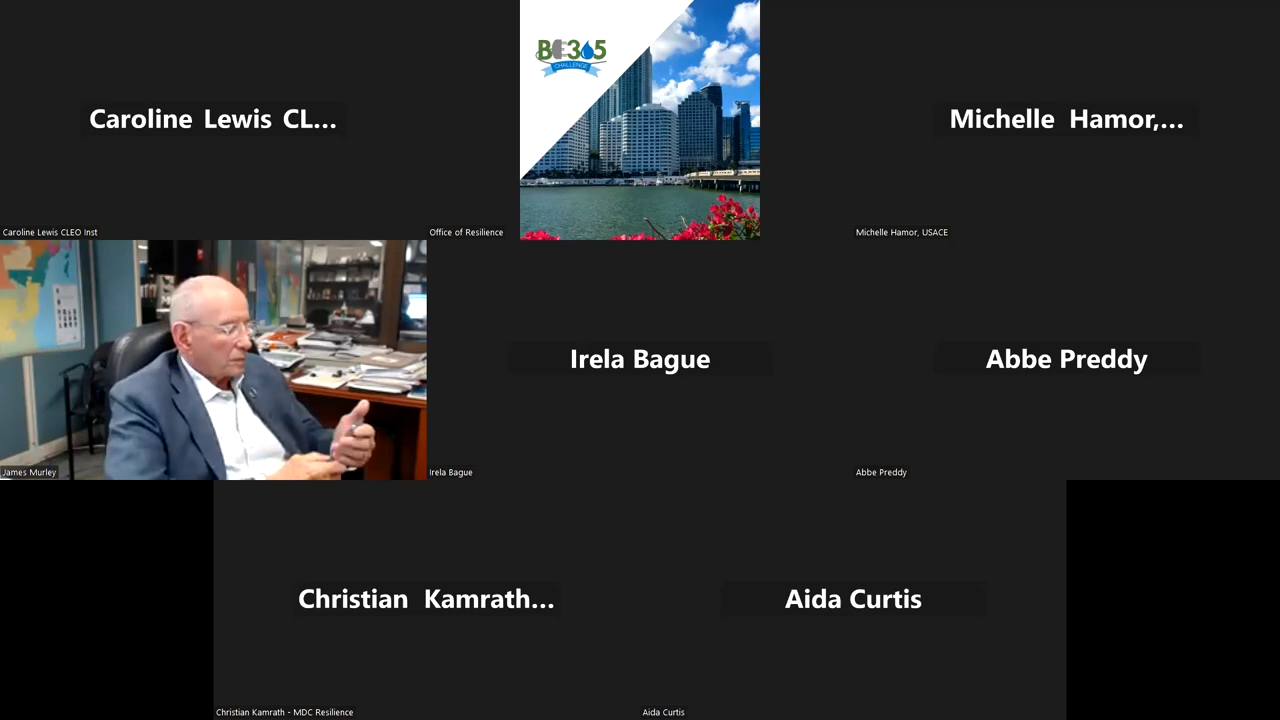 BE365
CHALLENGE
Caroline Lewis CL...
Michelle Hamor,...
Caroline Lewis CLEO Inst
Office of Resilience
Michelle Hamor, USACE
Irela Bague
Abbe Preddy
James Murley
Irela Bague
Abbe Preddy
Christian Kamrath...
Aida Curtis
Christian Kamrath - MDC Resilience
Aida Curtis